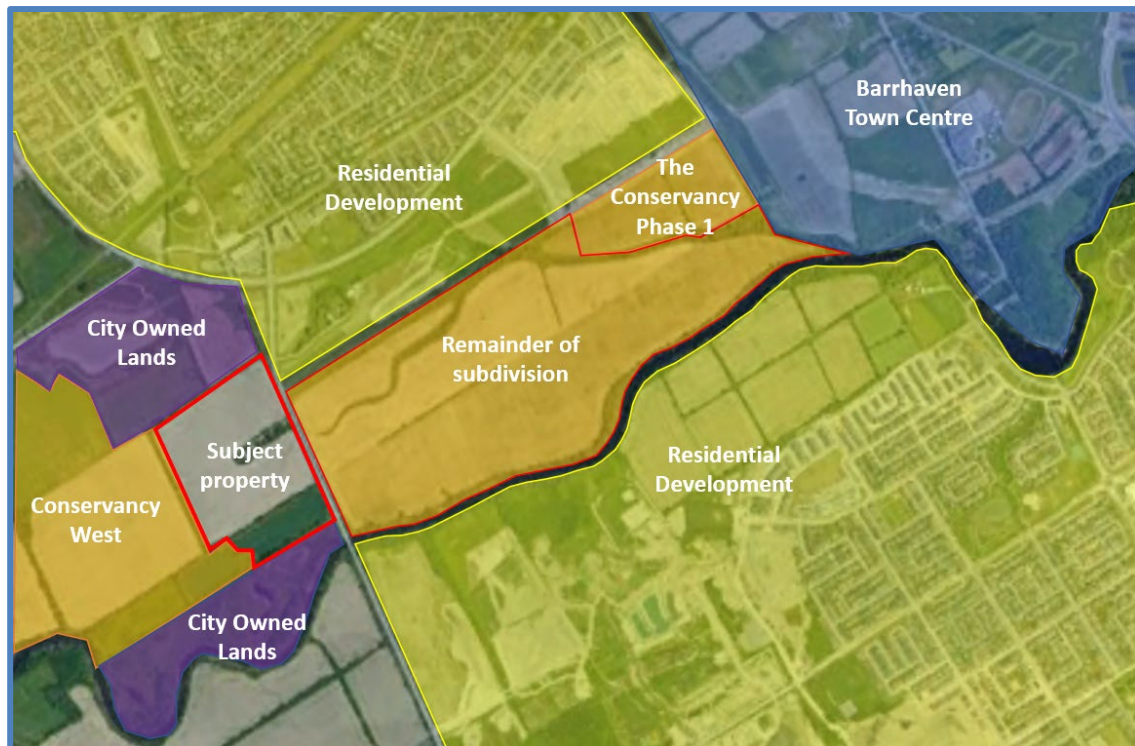 Barrhaven
Town Centre
The
Conservancy
Phase 1
Residential
Development
City Owned
Lands
Remainder of
subdivision
Subject
property
Residential
Development
Conservancy
West
City Owned
Lands